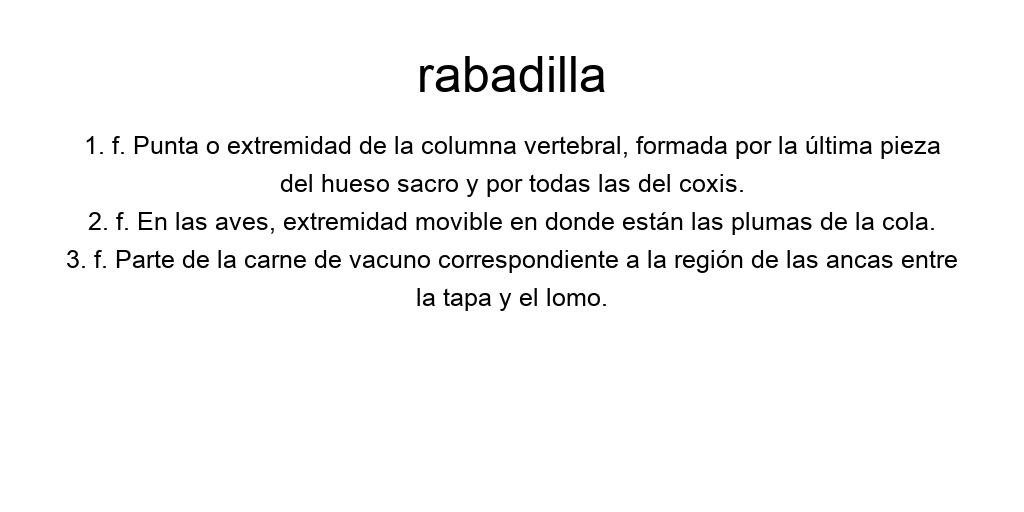 rabadilla
1. f. Punta o extremidad de la columna vertebral, formada por la última pieza
del hueso sacro y por todas las del coxis.
2. f. En las aves, extremidad movible en donde están las plumas de la cola.
3. f. Parte de la carne de vacuno correspondiente a la región de las ancas entre
la tapa y el lomo.